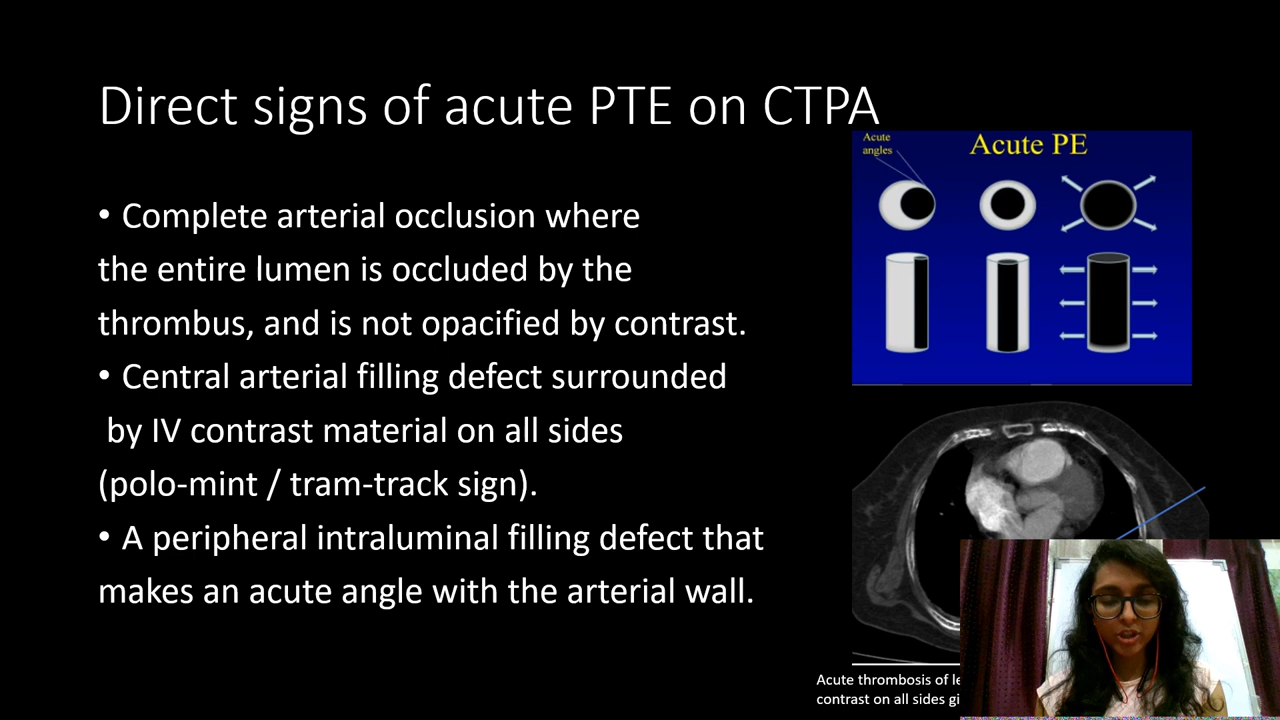 Direct signs of acute PTE on CTPA
• Complete arterial occlusion where
the entire lumen is occluded by the
thrombus, and is not opacified by contrast.
• Central arterial filling defect surrounded
by IV contrast material on all sides
(polo-mint / tram-track sign).
• A peripheral intraluminal filling defect that
makes an acute angle with the arterial wall.
Acute
angles
Acute PE
Acute thrombosis of
contrast on all sides